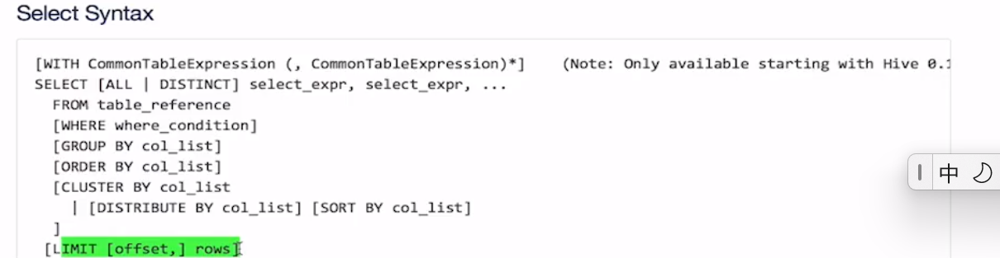 Select Syntax
[WITH CommonTableExpression (, CommonTableExpression)*]    (Note: Only available starting with Hive 0.1
SELECT [ALL | DISTINCT] select_expr, select_expr, ...
FROM table_reference
[WHERE where_condition]
[GROUP BY col_list]
[ORDER BY col_list]
[CLUSTER BY col_list
| [DISTRIBUTE BY col_list] [SORT BY col_list]
]
[LIMIT [offset,] rows]
中